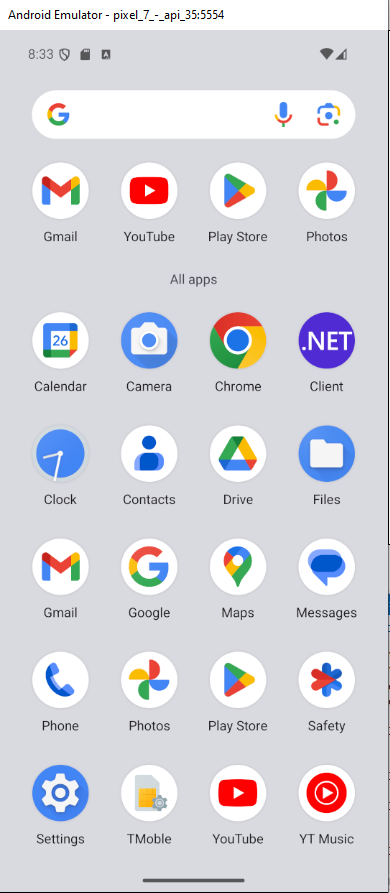 Android Emulator - pixel_7_-_api_35:5554
8:33
Gmail YouTube Play Store Photos
All apps
26 .NET
Calendar Camera Chrome Client
Clock Contacts Drive Files
Gmail Google Maps Messages
Phone Photos Play Store Safety
Settings TMoble YouTube YT Music